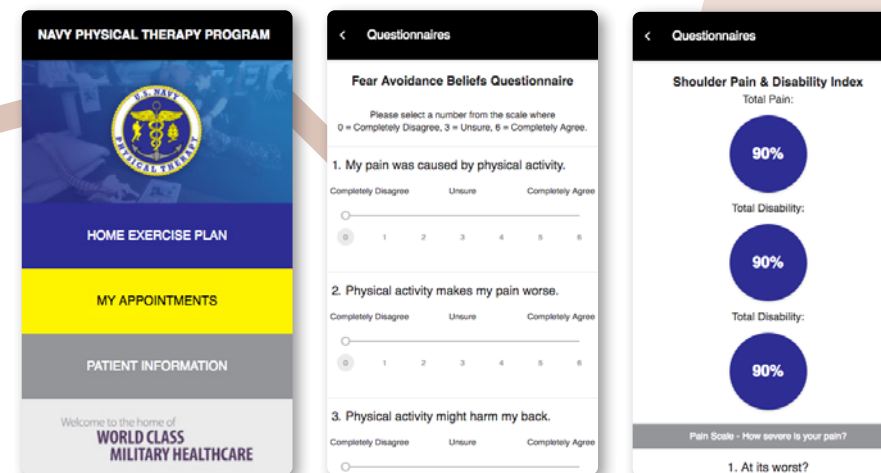 NAVY PHYSICAL THERAPY PROGRAM
U.S. NAVY
PHYSICAL THERAPY
HOME EXERCISE PLAN
MY APPOINTMENTS
PATIENT INFORMATION
Welcome to the home of
WORLD CLASS
MILITARY HEALTHCARE
Questionnaires
Fear Avoidance Beliefs Questionnaire
Please select a number from the scale where
0 = Completely Disagree, 3 = Unsure, 6 = Completely Agree.
1. My pain was caused by physical activity.
Completely Disagree Unsure Completely Agree
0 1 2 3 4 5 6
2. Physical activity makes my pain worse.
Completely Disagree Unsure Completely Agree
0 1 2 3 4 5 6
3. Physical activity might harm my back.
Completely Disagree Unsure Completely Agree
Questionnaires
Shoulder Pain & Disability Index
Total Pain:
90%
Total Disability:
90%
Total Disability:
90%
Pain Scale - How severe is your pain?
1. At its worst?